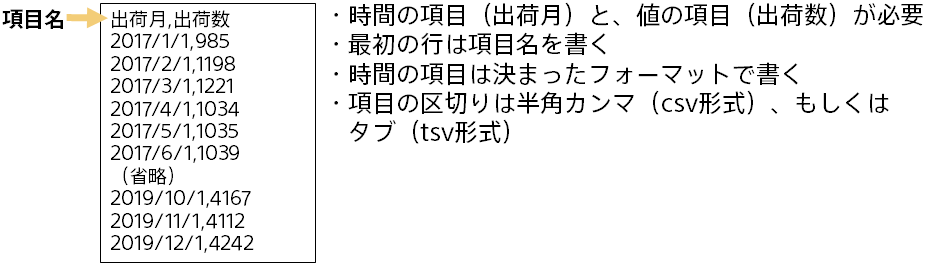 項目名
出荷月,出荷数
2017/1/1,985
2017/2/1,1198
2017/3/1,1221
2017/4/1,1034
2017/5/1,1035
2017/6/1,1039
（省略）
2019/10/1,4167
2019/11/1,4112
2019/12/1,4242
・時間の項目（出荷月）と、値の項目（出荷数）が必要
・最初の行は項目名を書く
・時間の項目は決まったフォーマットで書く
・項目の区切りは半角カンマ（csv形式）、もしくは
タブ（tsv形式）